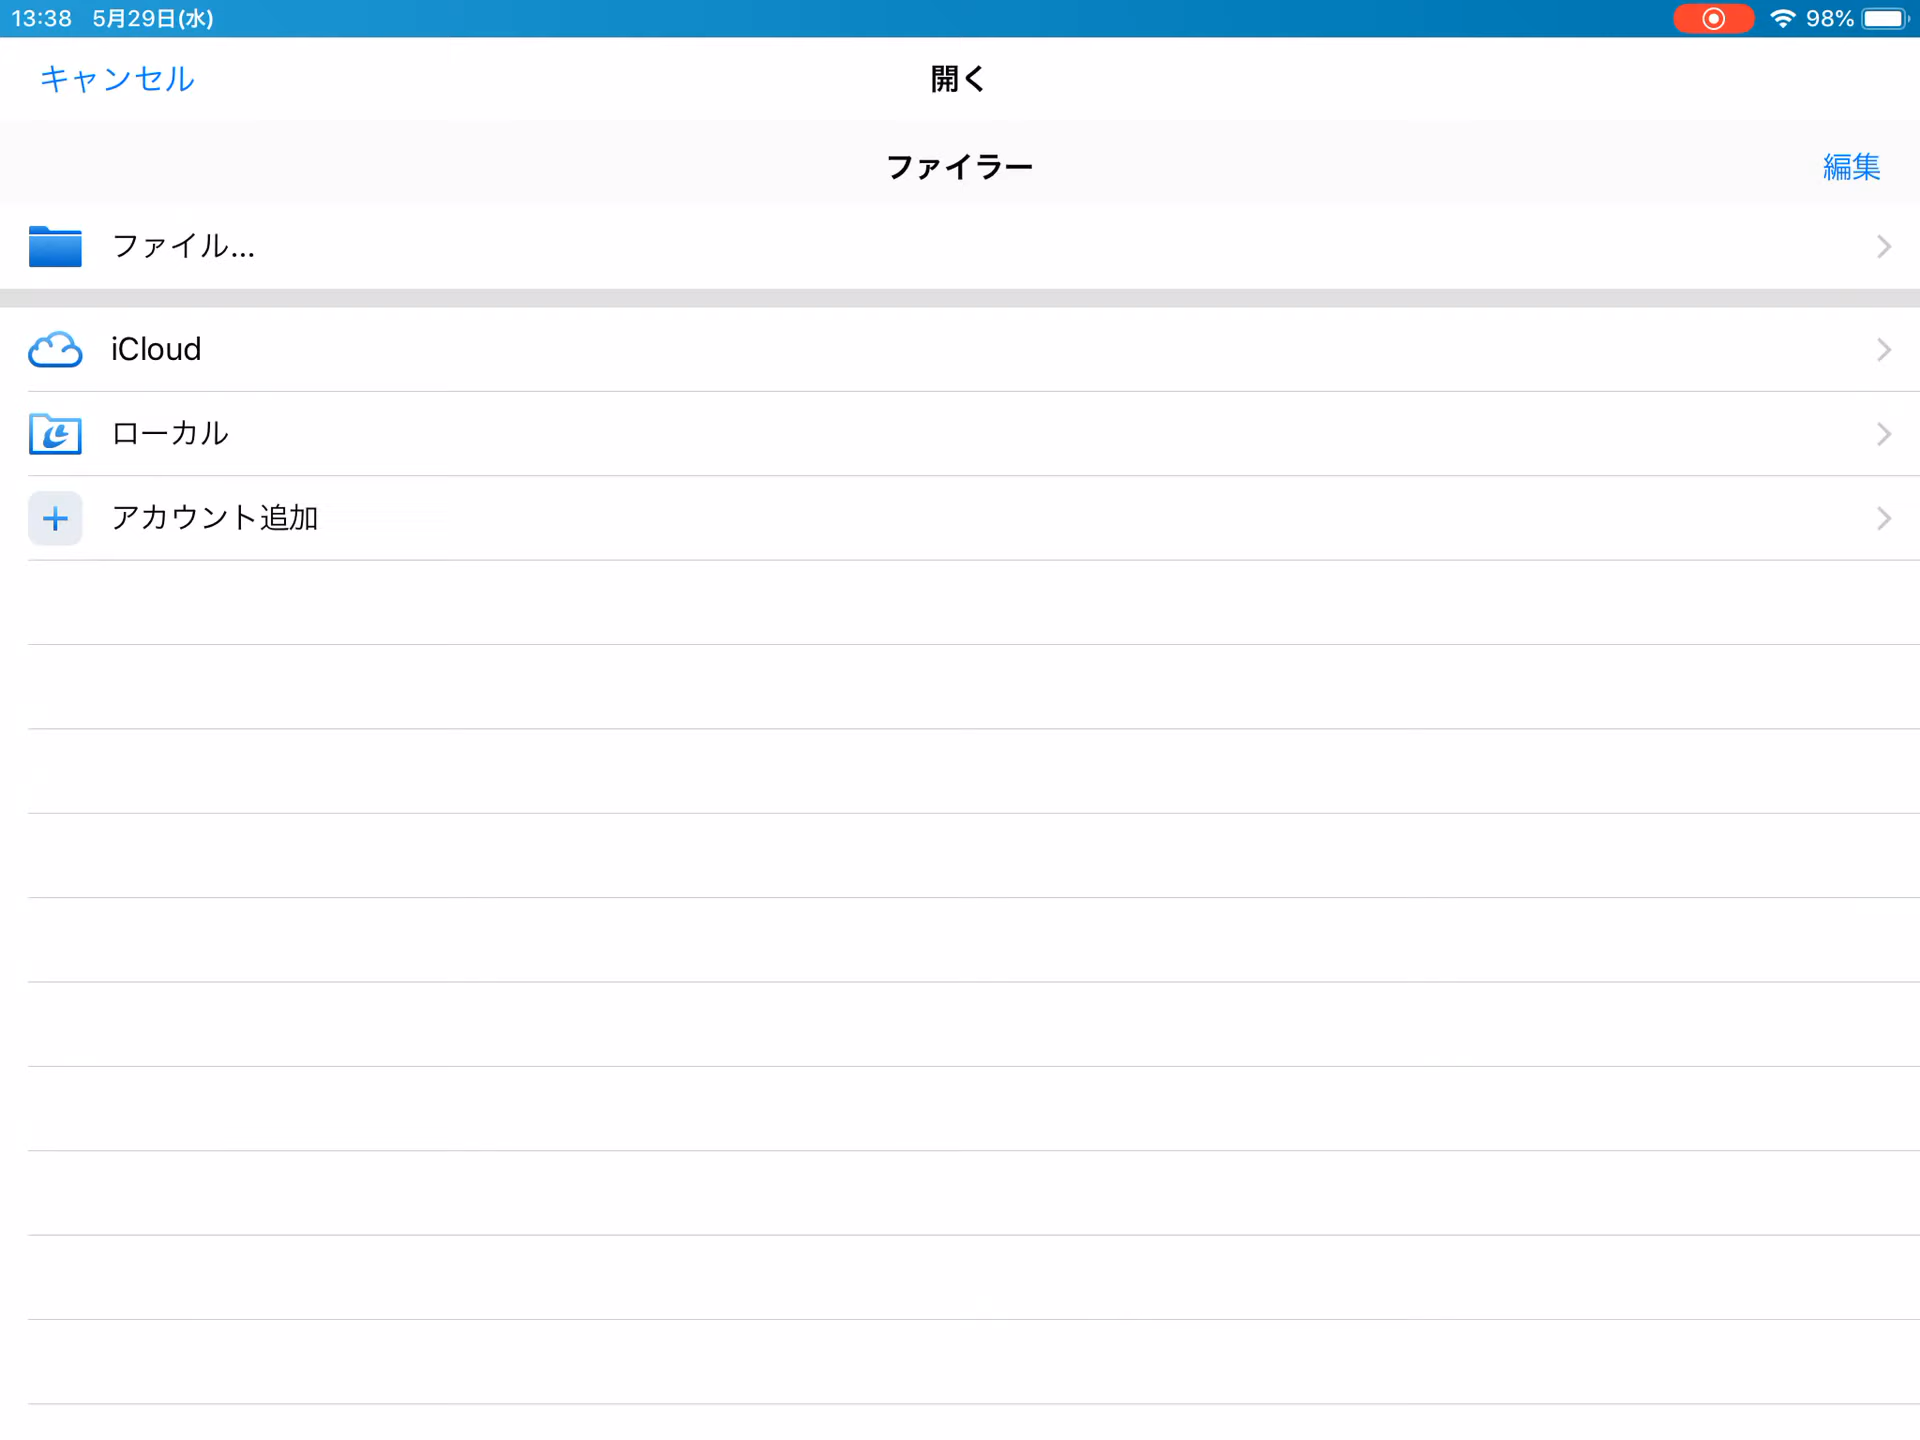 13:38 5月29日(水) 98%
キャンセル 開く
ファイラー 編集
ファイル...
iCloud
ローカル
アカウント追加